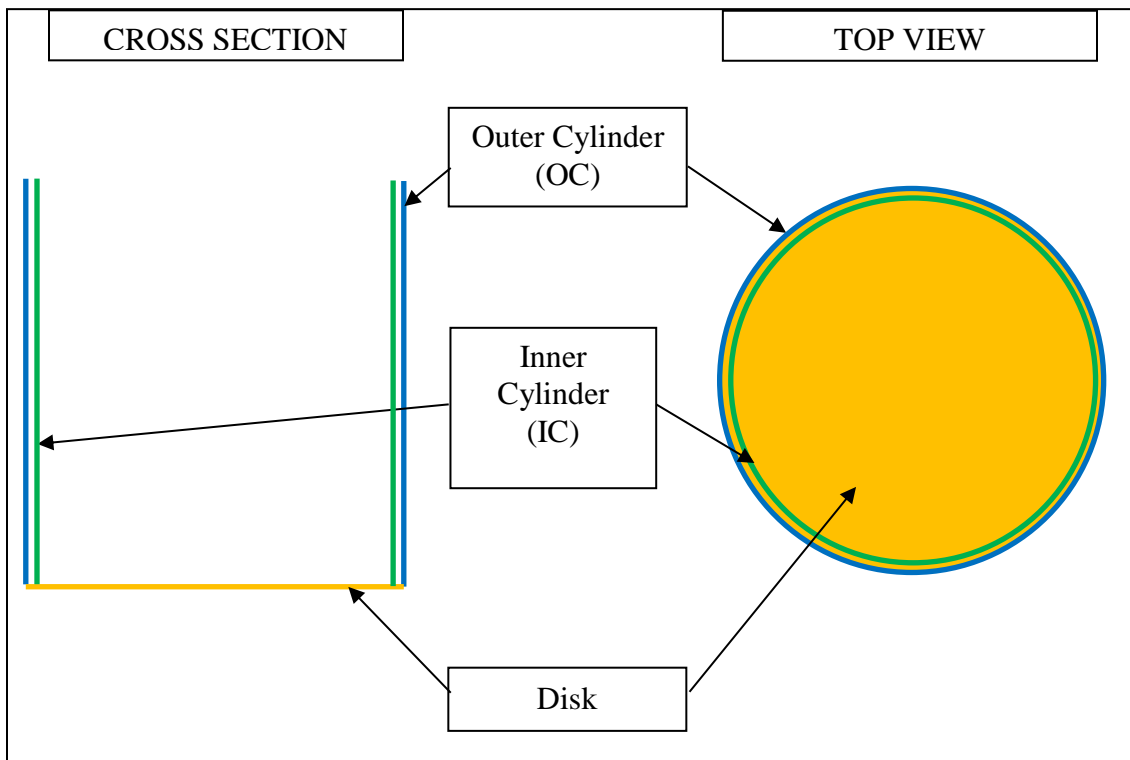 CROSS SECTION
TOP VIEW
Outer Cylinder
(OC)
Inner
Cylinder
(IC)
Disk